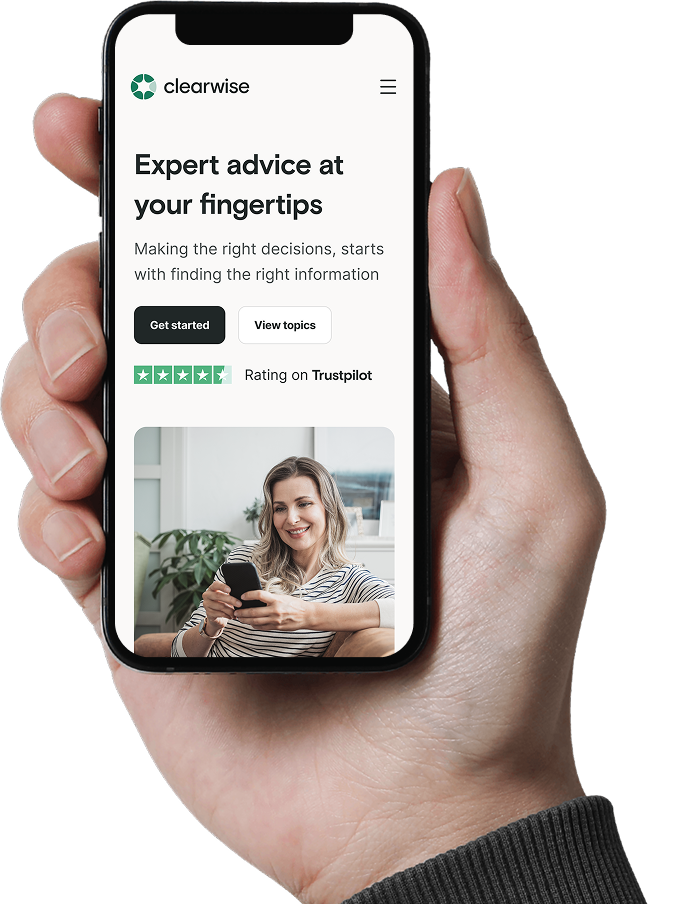 clearwise
Expert advice at
your fingertips
Making the right decisions, starts
with finding the right information
Get started
View topics
Rating on Trustpilot